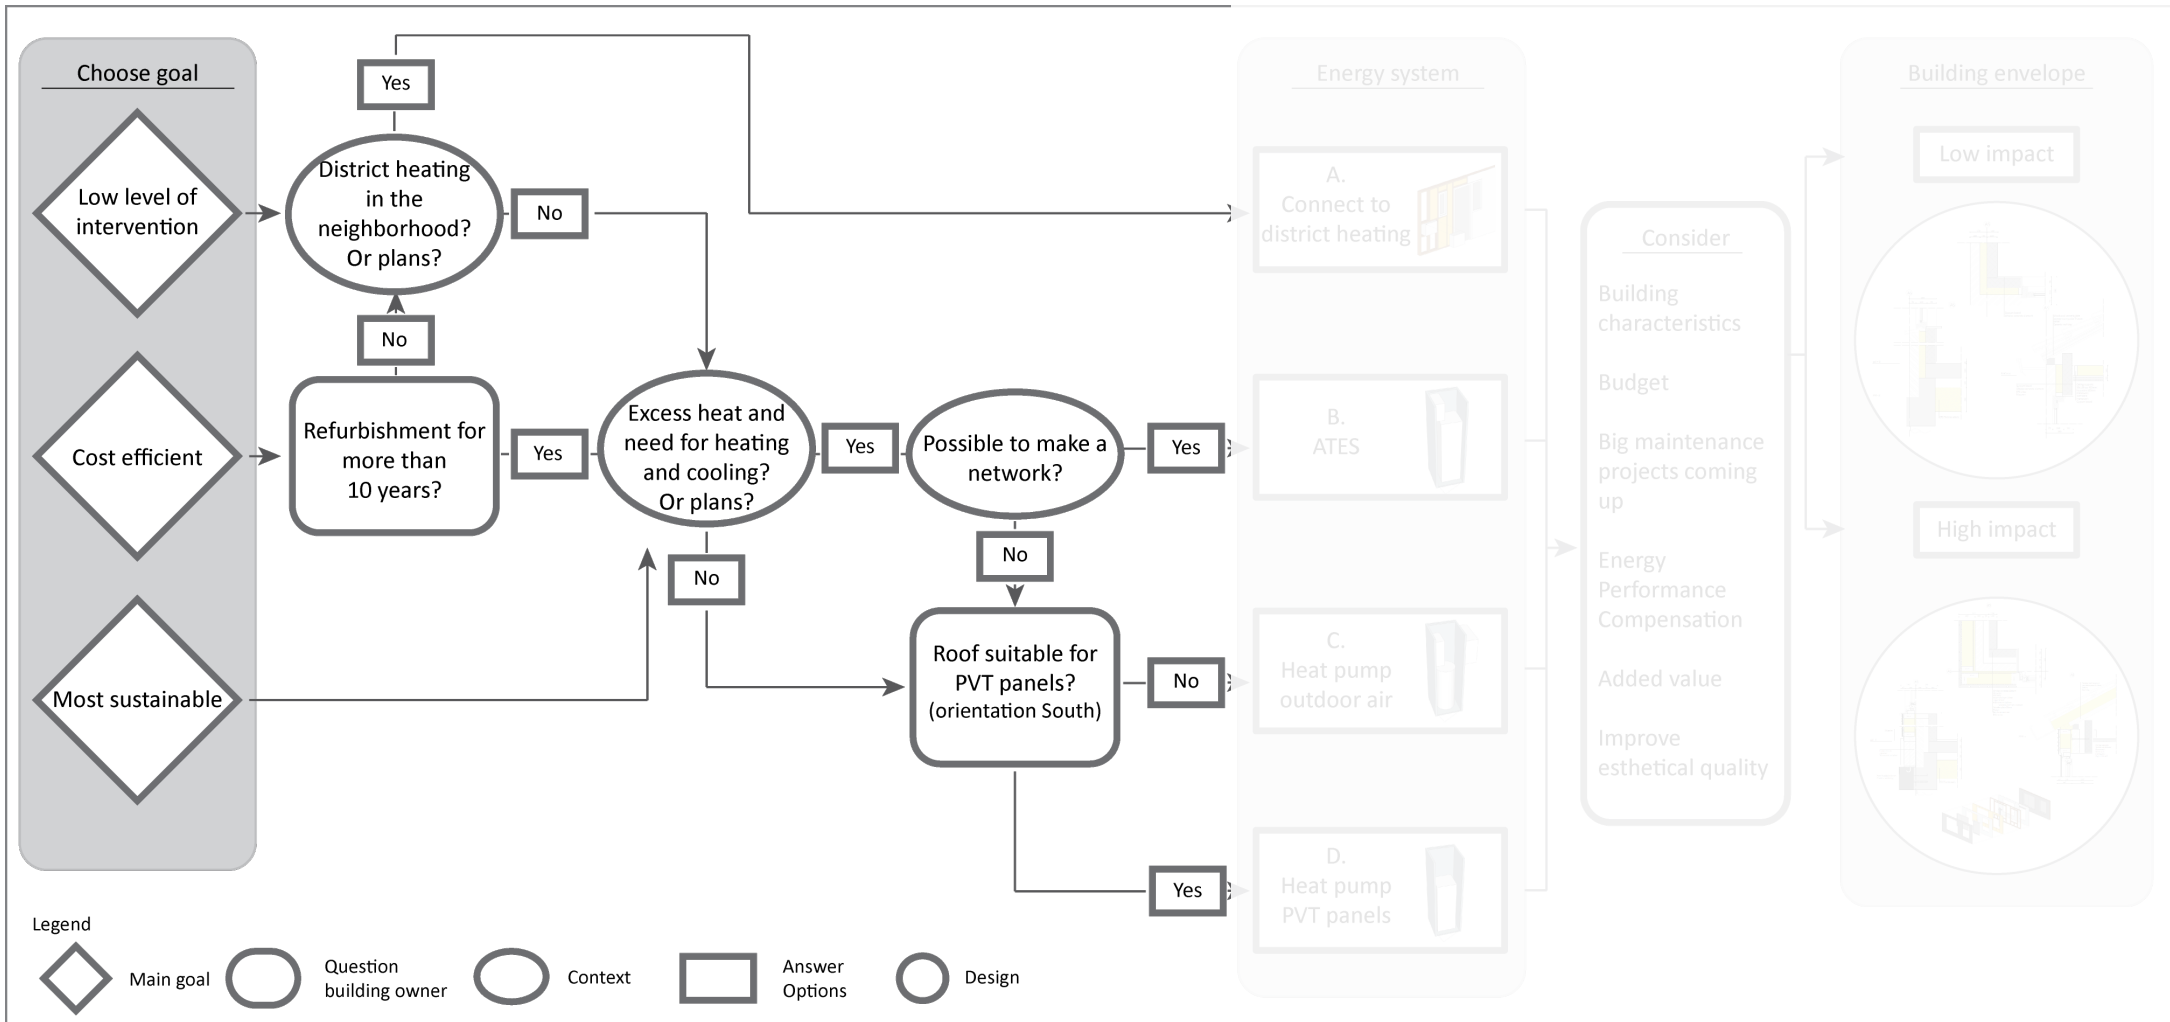 Choose goal
Low level of
intervention
Cost efficient
Most sustainable
Yes
District heating
in the
neighborhood?
Or plans?
No
No
Refurbishment for
more than
10 years?
Yes
Excess heat and
need for heating
and cooling?
Or plans?
Yes
No
Possible to make a
network?
Yes
No
Roof suitable for
PVT panels?
(orientation South)
No
Yes
Energy system
A.
Connect to
district heating
B.
ATES
C.
Heat pump
outdoor air
D.
Heat pump
PVT panels
Consider
Building
characteristics
Budget
Big maintenance
projects coming
up
Energy
Performance
Compensation
Added value
Improve
esthetical quality
Building envelope
Low impact
High impact
Legend
Main goal
Question
building owner
Context
Answer
Options
Design